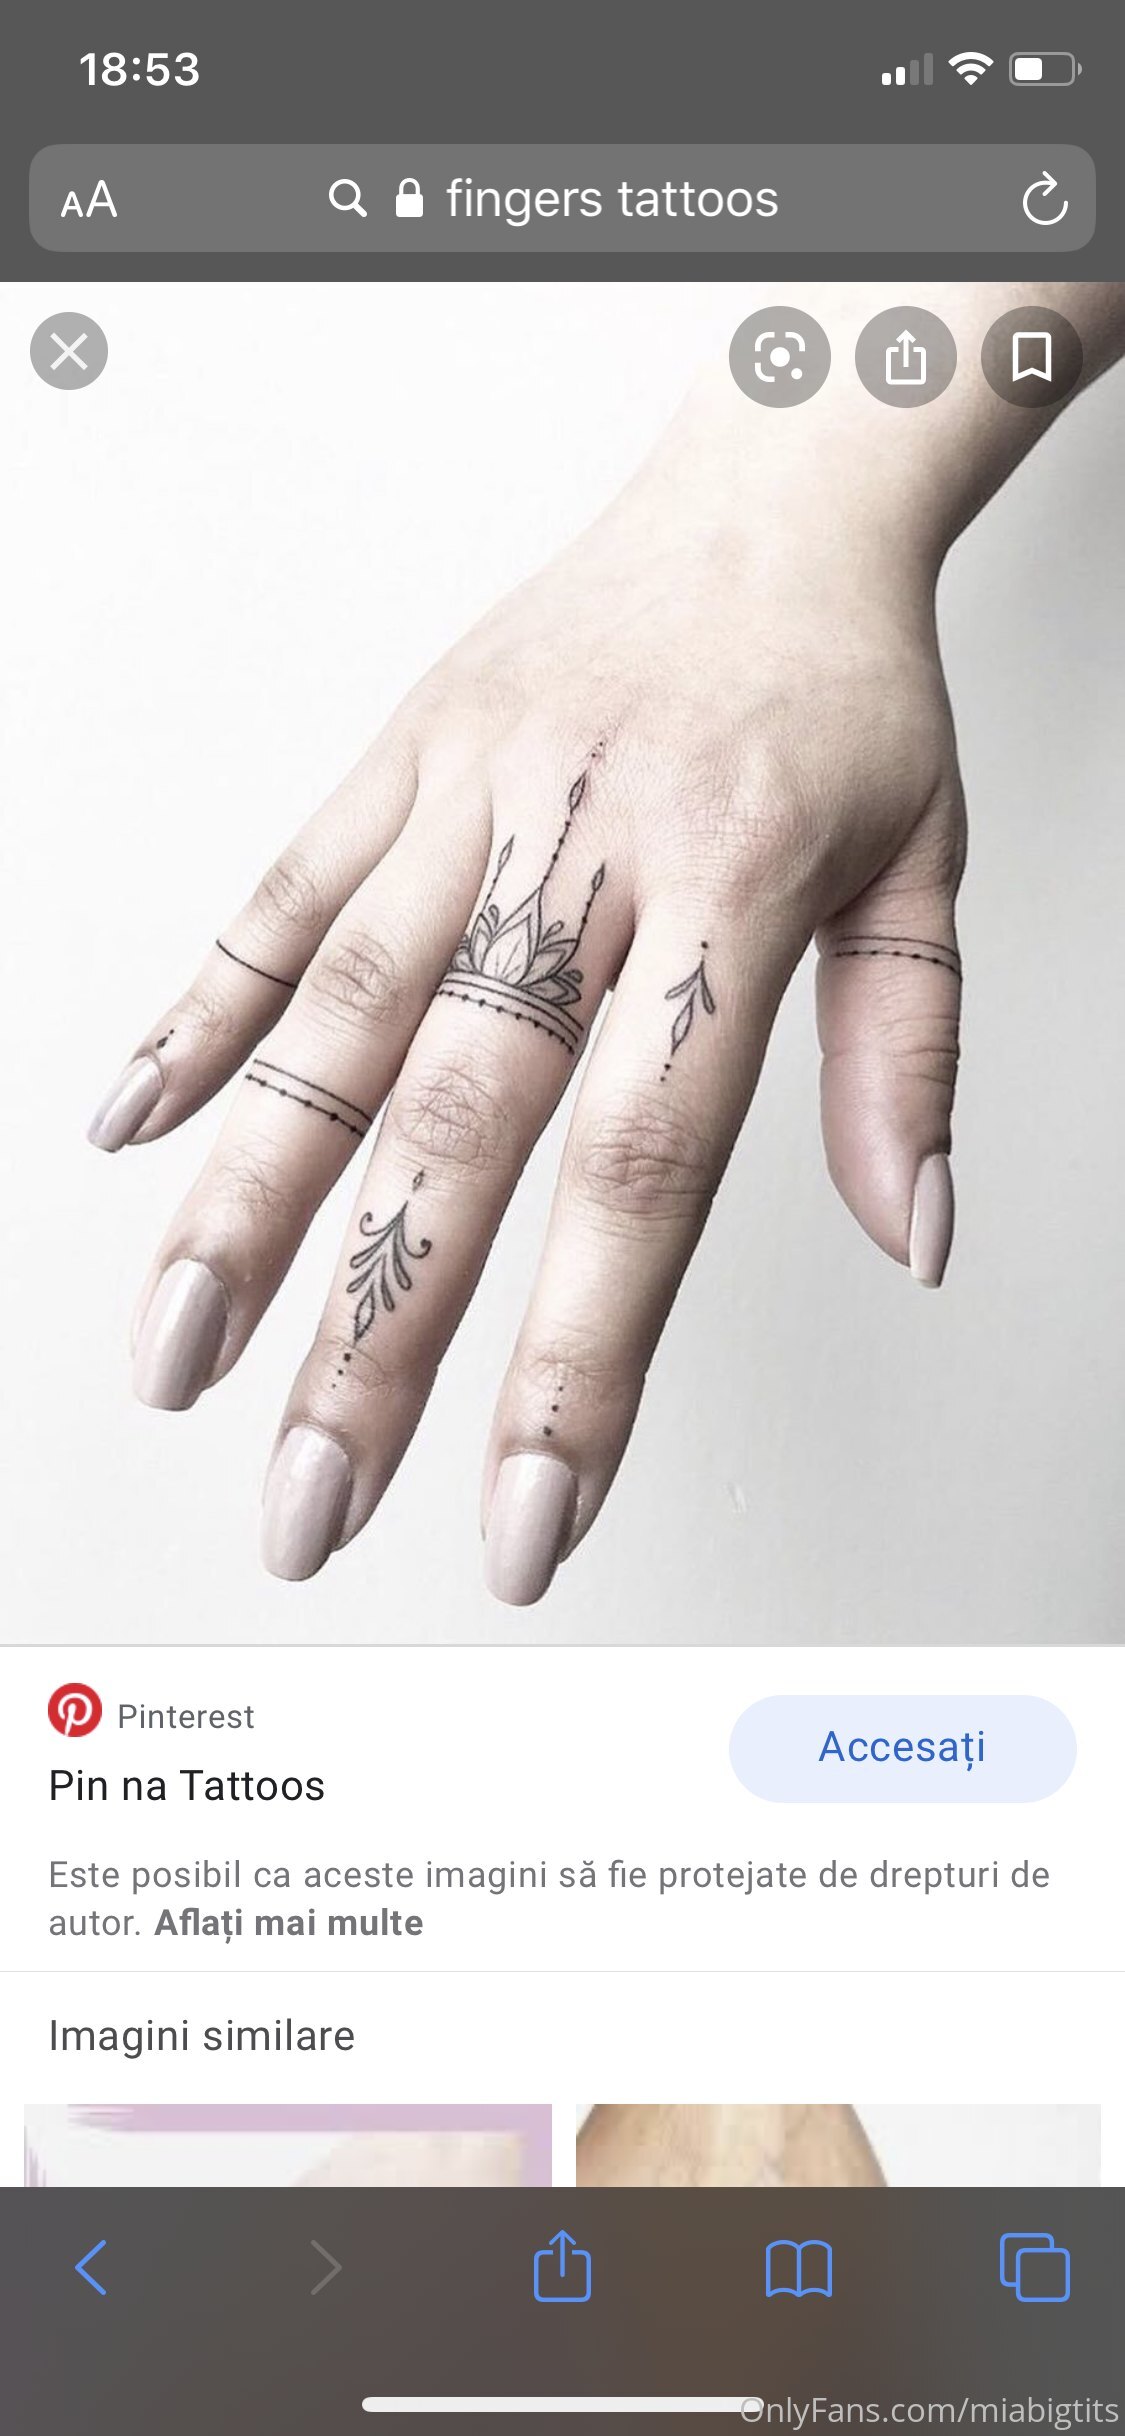 18:53
AA fingers tattoos
Pinterest
Accesați
Pin na Tattoos
Este posibil ca aceste imagini să fie protejate de drepturi de
autor. Aflați mai multe
Imagini similare
OnlyFans.com/miabigtits